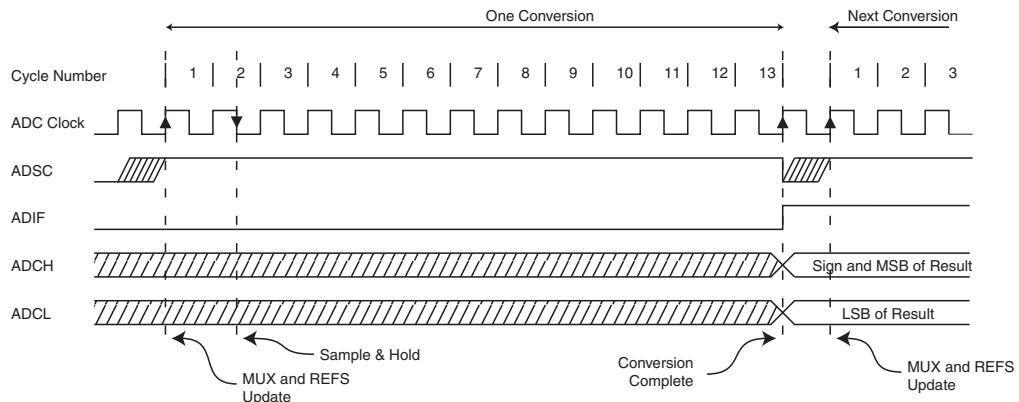 One Conversion
Next Conversion
Cycle Number
1 2 3 4 5 6 7 8 9 10 11 12 13 1 2 3
ADC Clock
ADSC
ADIF
ADCH
Sign and MSB of Result
ADCL
LSB of Result
Sample & Hold
MUX and REFS
Update
Conversion
Complete
MUX and REFS
Update